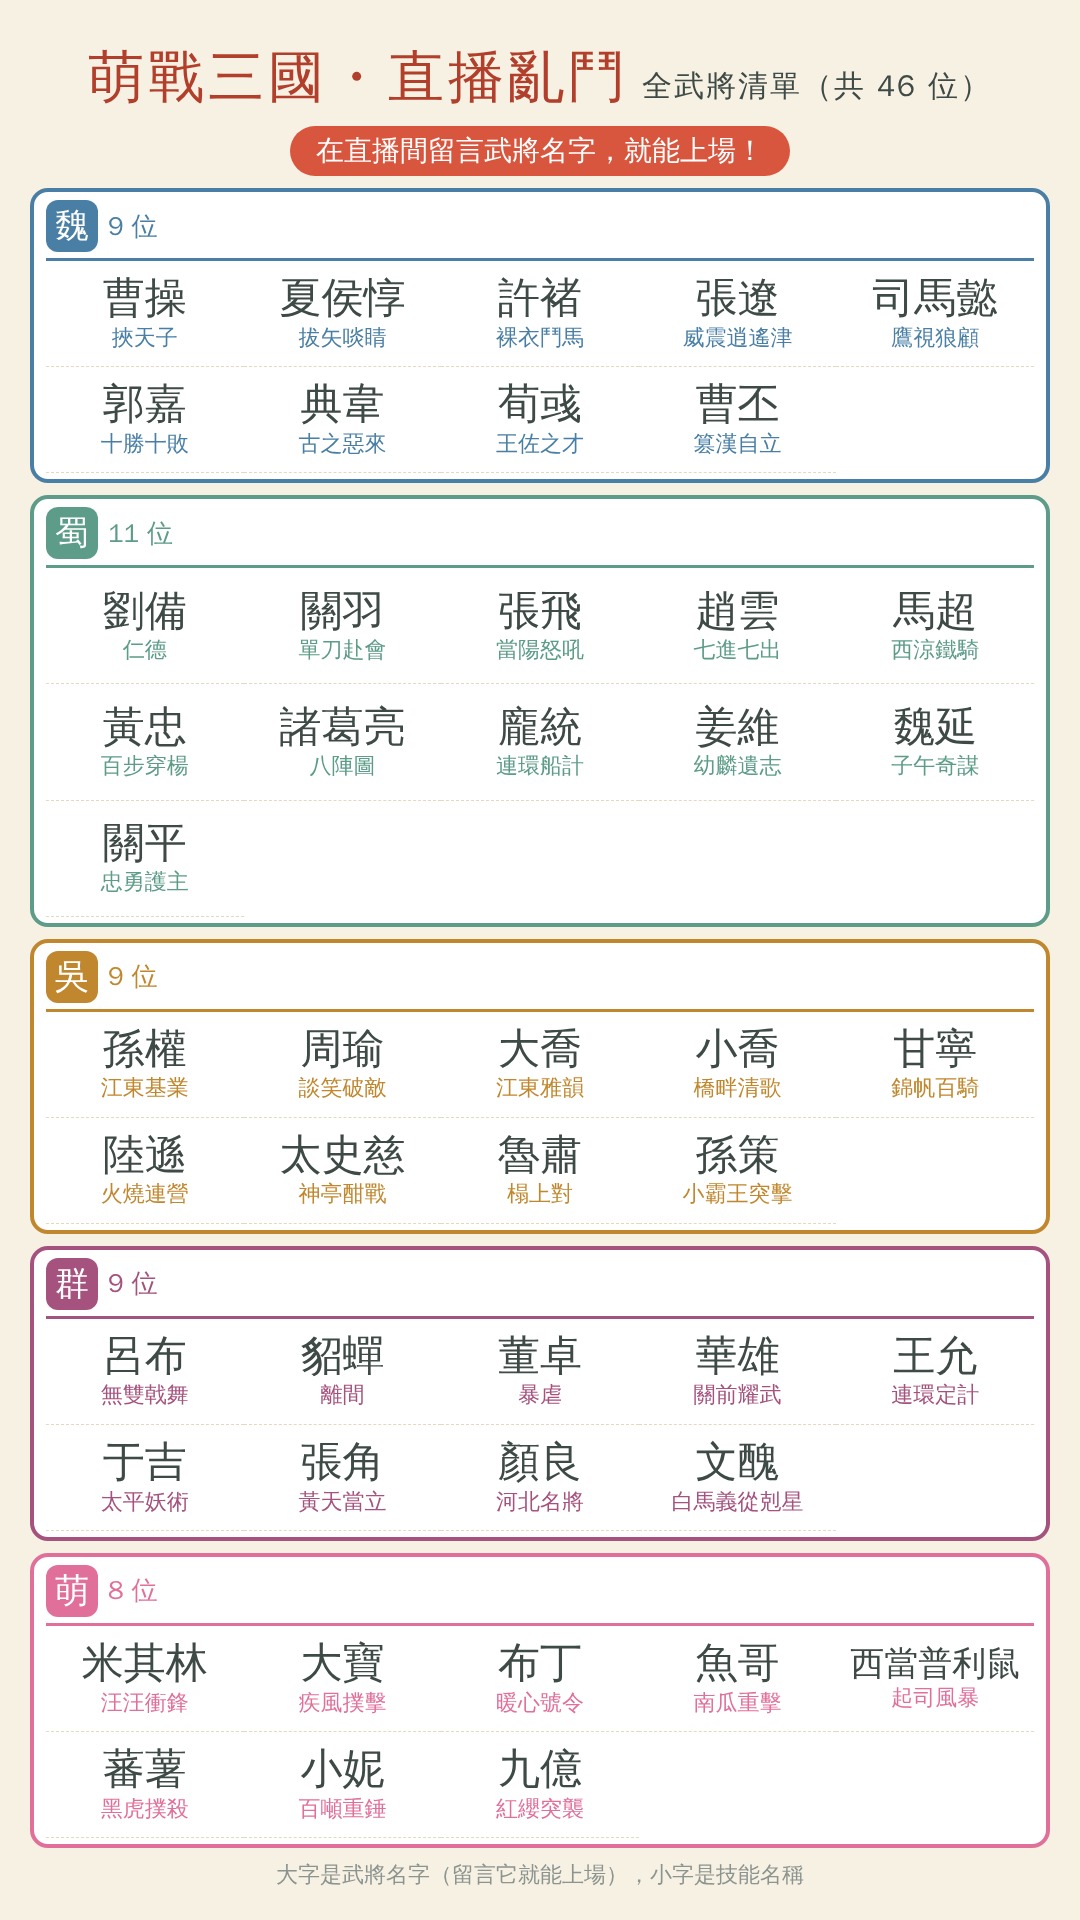 萌戰三國・直播亂鬥 全武將清單（共 46 位）
在直播間留言武將名字，就能上場！
魏 9 位
曹操 夏侯惇 許褚 張遼 司馬懿
挾天子 拔矢啖睛 裸衣鬥馬 威震逍遙津 鷹視狼顧
郭嘉 典韋 荀彧 曹丕
十勝十敗 古之惡來 王佐之才 篡漢自立
蜀 11 位
劉備 關羽 張飛 趙雲 馬超
仁德 單刀赴會 當陽怒吼 七進七出 西涼鐵騎
黃忠 諸葛亮 龐統 姜維 魏延
百步穿楊 八陣圖 連環船計 幼麟遺志 子午奇謀
關平
忠勇護主
吳 9 位
孫權 周瑜 大喬 小喬 甘寧
江東基業 談笑破敵 江東雅韻 橋畔清歌 錦帆百騎
陸遜 太史慈 魯肅 孫策
火燒連營 神亭酣戰 榻上對 小霸王突擊
群 9 位
呂布 貂蟬 董卓 華雄 王允
無雙戟舞 離間 暴虐 關前耀武 連環定計
于吉 張角 顏良 文醜
太平妖術 黃天當立 河北名將 白馬義從剋星
萌 8 位
米其林 大寶 布丁 魚哥 西當普利鼠
汪汪衝鋒 疾風撲擊 暖心號令 南瓜重擊 起司風暴
蕃薯 小妮 九億
黑虎撲殺 百噸重錘 紅纓突襲
大字是武將名字（留言它就能上場），小字是技能名稱